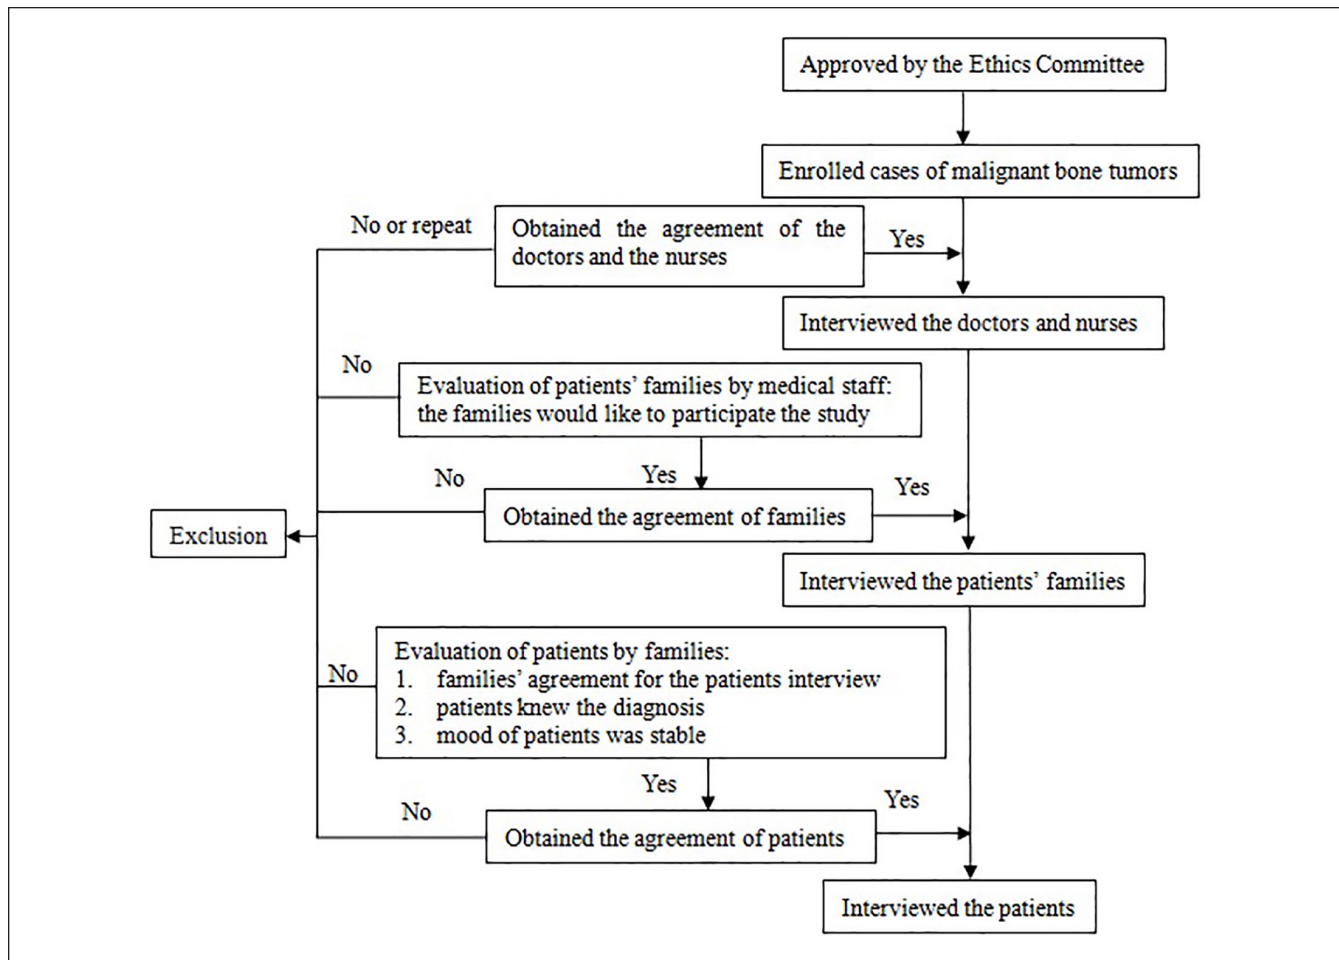 Approved by the Ethics Committee
Enrolled cases of malignant bone tumors
No or repeat
Obtained the agreement of the
doctors and the nurses
Yes
Interviewed the doctors and nurses
No
Evaluation of patients' families by medical staff:
the families would like to participate the study
No
Yes
Yes
Obtained the agreement of families
Exclusion
Interviewed the patients' families
No
Evaluation of patients by families:
1. families' agreement for the patients interview
2. patients knew the diagnosis
3. mood of patients was stable
Yes
No
Yes
Obtained the agreement of patients
Interviewed the patients